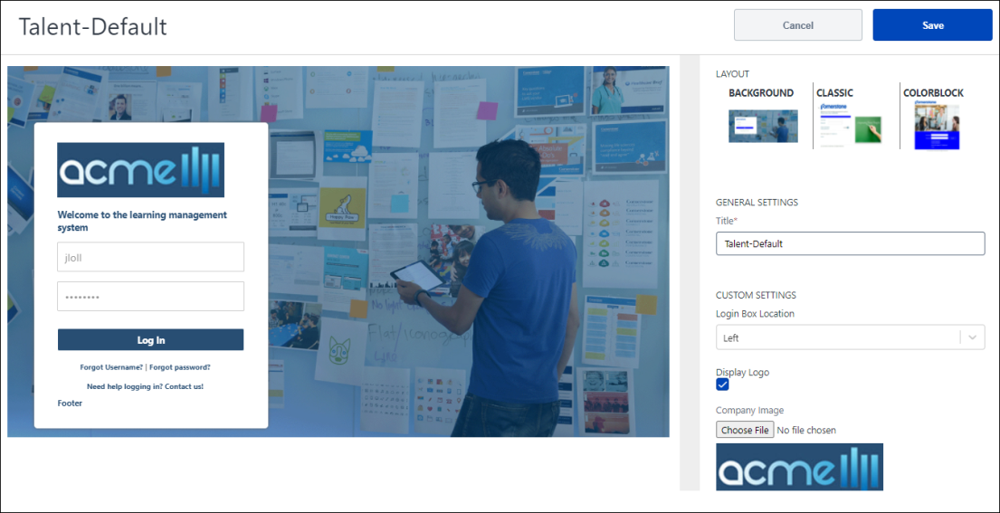 Talent-Default
Cancel
Save
acme
Welcome to the learning management
system
jloll
••••••••
Log In
Forgot Username? | Forgot password?
Need help logging in? Contact us!
Footer
Happy Paw
LAYOUT
BACKGROUND
CLASSIC
COLORBLOCK
GENERAL SETTINGS
Title*
Talent-Default
CUSTOM SETTINGS
Login Box Location
Left
Display Logo
Company Image
Choose File No file chosen
acme